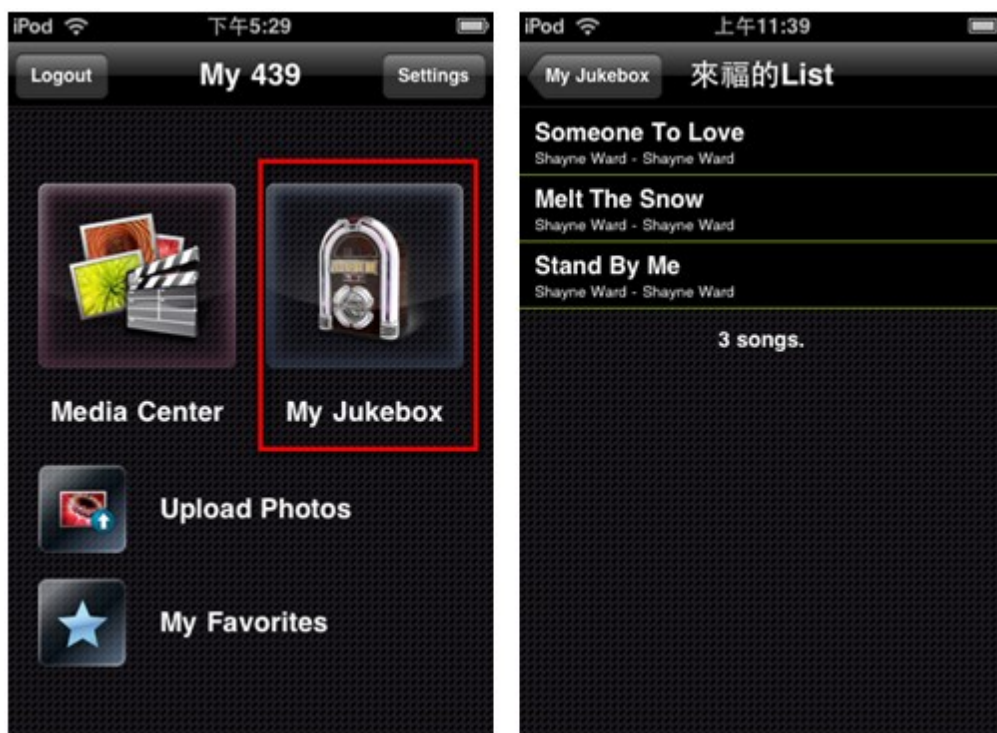 iPod 下午5:29
Logout My 439 Settings
Media Center My Jukebox
Upload Photos
My Favorites
iPod 上午11:39
My Jukebox 來福的List
Someone To Love
Shayne Ward - Shayne Ward
Melt The Snow
Shayne Ward - Shayne Ward
Stand By Me
Shayne Ward - Shayne Ward
3 songs.